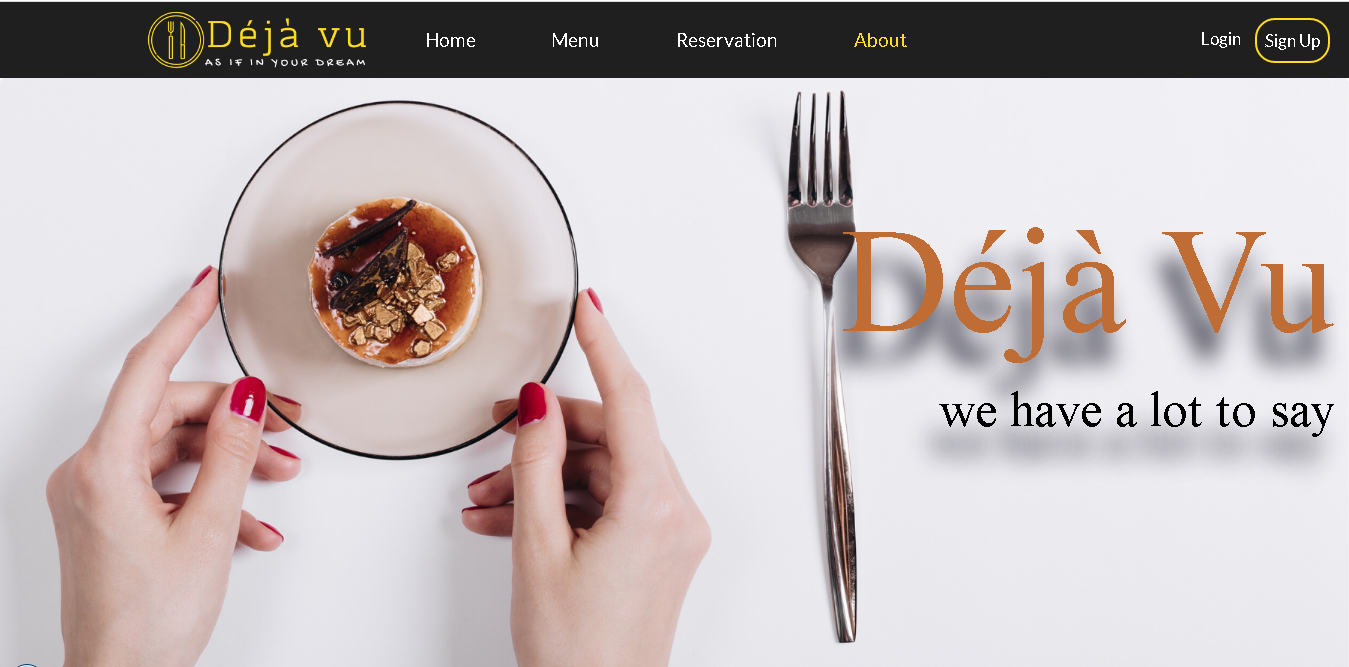 Déjà vu
AS IF IN YOUR DREAM
Home
Menu
Reservation
About
Login
Sign Up
Déjà Vu
we have a lot to say